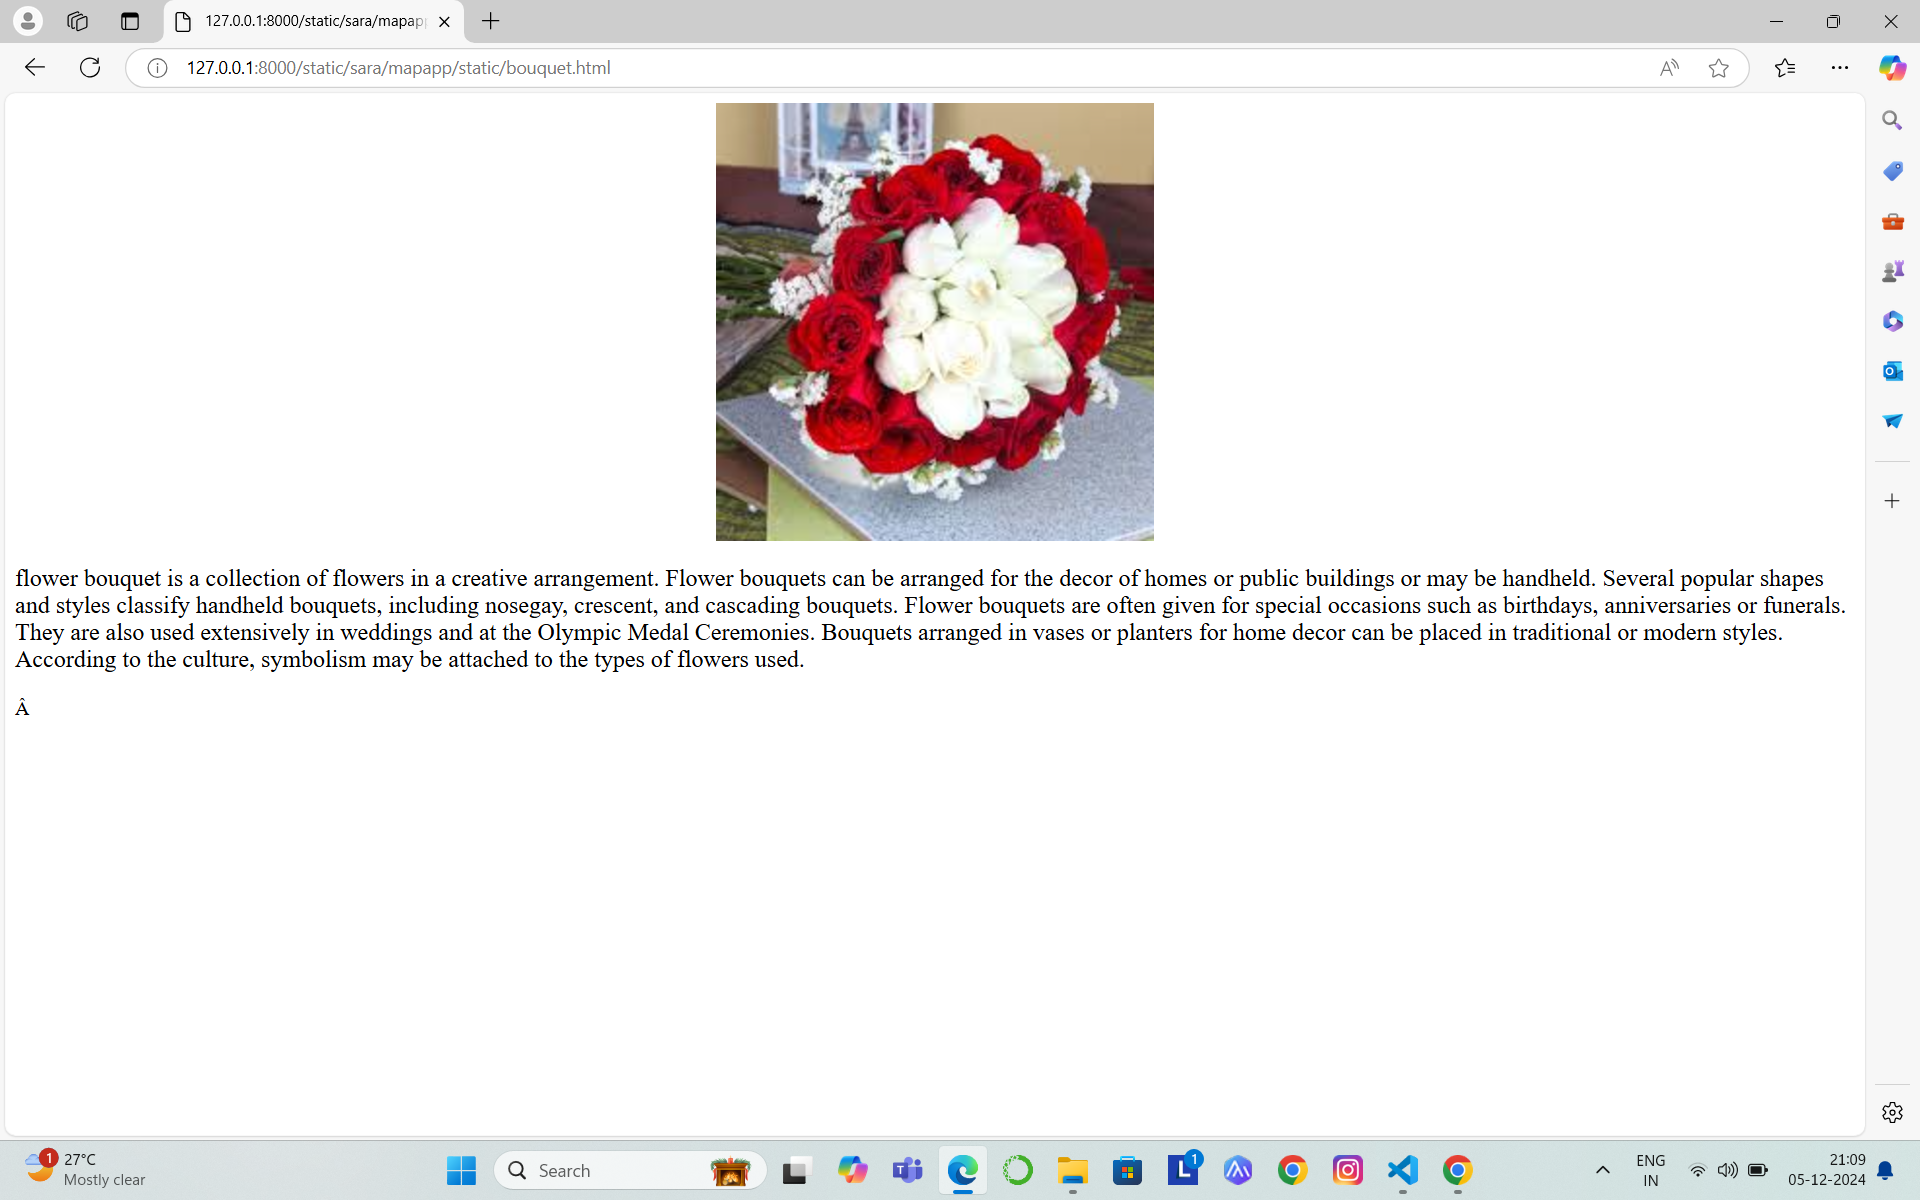 127.0.0.1:8000/static/sara/mapapp
127.0.0.1:8000/static/sara/mapapp/static/bouquet.html
flower bouquet is a collection of flowers in a creative arrangement. Flower bouquets can be arranged for the decor of homes or public buildings or may be handheld. Several popular shapes
and styles classify handheld bouquets, including nosegay, crescent, and cascading bouquets. Flower bouquets are often given for special occasions such as birthdays, anniversaries or funerals.
They are also used extensively in weddings and at the Olympic Medal Ceremonies. Bouquets arranged in vases or planters for home decor can be placed in traditional or modern styles.
According to the culture, symbolism may be attached to the types of flowers used.
Â
1
27°C
Mostly clear
Search
1
ENG
IN
21:09
05-12-2024